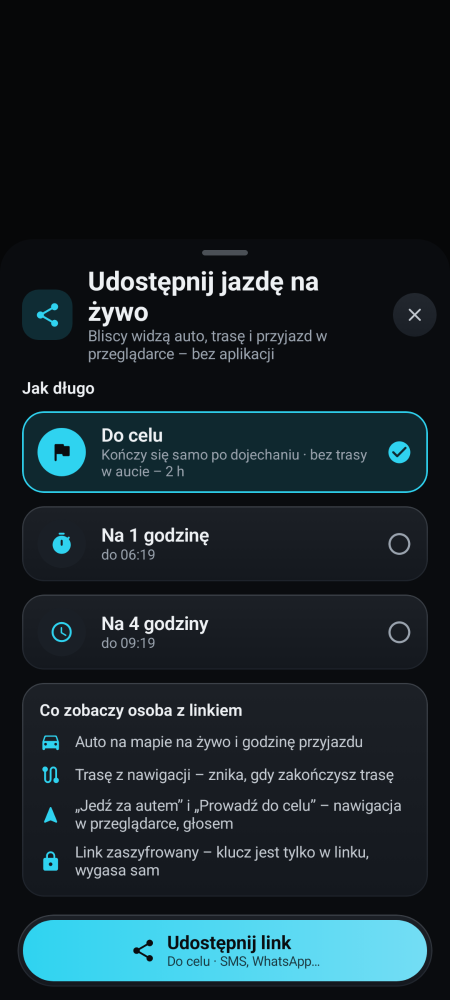 Udostępnij jazdę na
żywo
Bliscy widzą auto, trasę i przyjazd w
przeglądarce – bez aplikacji
Jak długo
Do celu
Kończy się samo po dojechaniu · bez trasy
w aucie – 2 h
Na 1 godzinę
do 06:19
Na 4 godziny
do 09:19
Co zobaczy osoba z linkiem
Auto na mapie na żywo i godzinę przyjazdu
Trasę z nawigacji – znika, gdy zakończysz trasę
„Jedź za autem” i „Prowadź do celu” – nawigacja
w przeglądarce, głosem
Link zaszyfrowany – klucz jest tylko w linku,
wygasa sam
Udostępnij link
Do celu · SMS, WhatsApp…